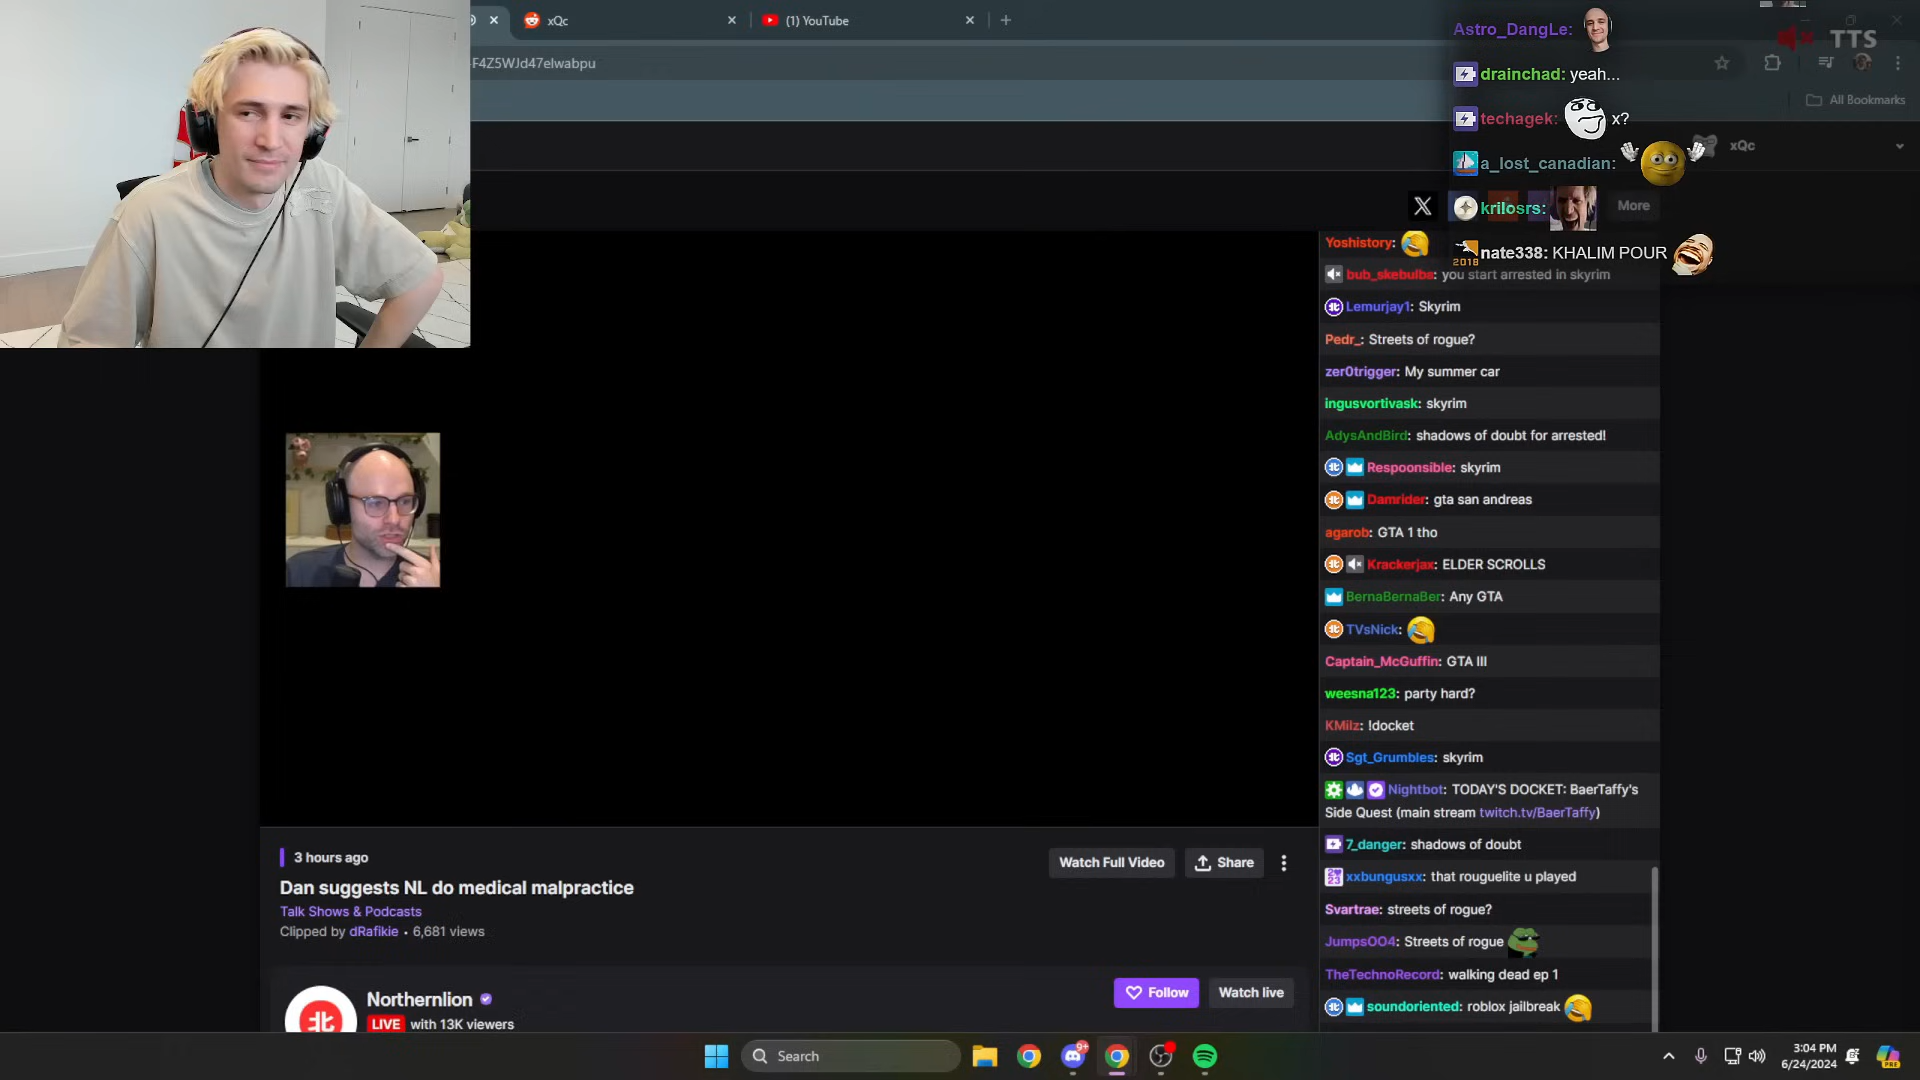 xQc
(1) YouTube
F4Z5WJd47elwabpu
All Bookmarks
TTS
Astro_DangLe:
drainchad: yeah...
techagek: x?
a_lost_canadian:
krilosrs:
nate338: KHALIM POUR
xQc
More
Yoshistory:
bub_skebulba: you start arrested in skyrim
Lemurjay1: Skyrim
Pedr_: Streets of rogue?
zer0trigger: My summer car
ingusvortivask: skyrim
AdysAndBird: shadows of doubt for arrested!
Respoonsible: skyrim
Damrider: gta san andreas
agarob: GTA 1 tho
Krackerjax: ELDER SCROLLS
BernaBernaBer: Any GTA
TVsNick:
Captain_McGuffin: GTA III
weesna123: party hard?
KMilz: !docket
Sgt_Grumbles: skyrim
Nightbot: TODAY'S DOCKET: BaerTaffy's
Side Quest (main stream twitch.tv/BaerTaffy)
7_danger: shadows of doubt
xxbungusxx: that rouguelite u played
Svartrae: streets of rogue?
JumpsOO4: Streets of rogue
TheTechnoRecord: walking dead ep 1
soundoriented: roblox jailbreak
3 hours ago
Watch Full Video
Share
Dan suggests NL do medical malpractice
Talk Shows & Podcasts
Clipped by dRafikie • 6,681 views
Northernlion
LIVE with 13K viewers
Follow
Watch live
Search
9+
3:04 PM
6/24/2024